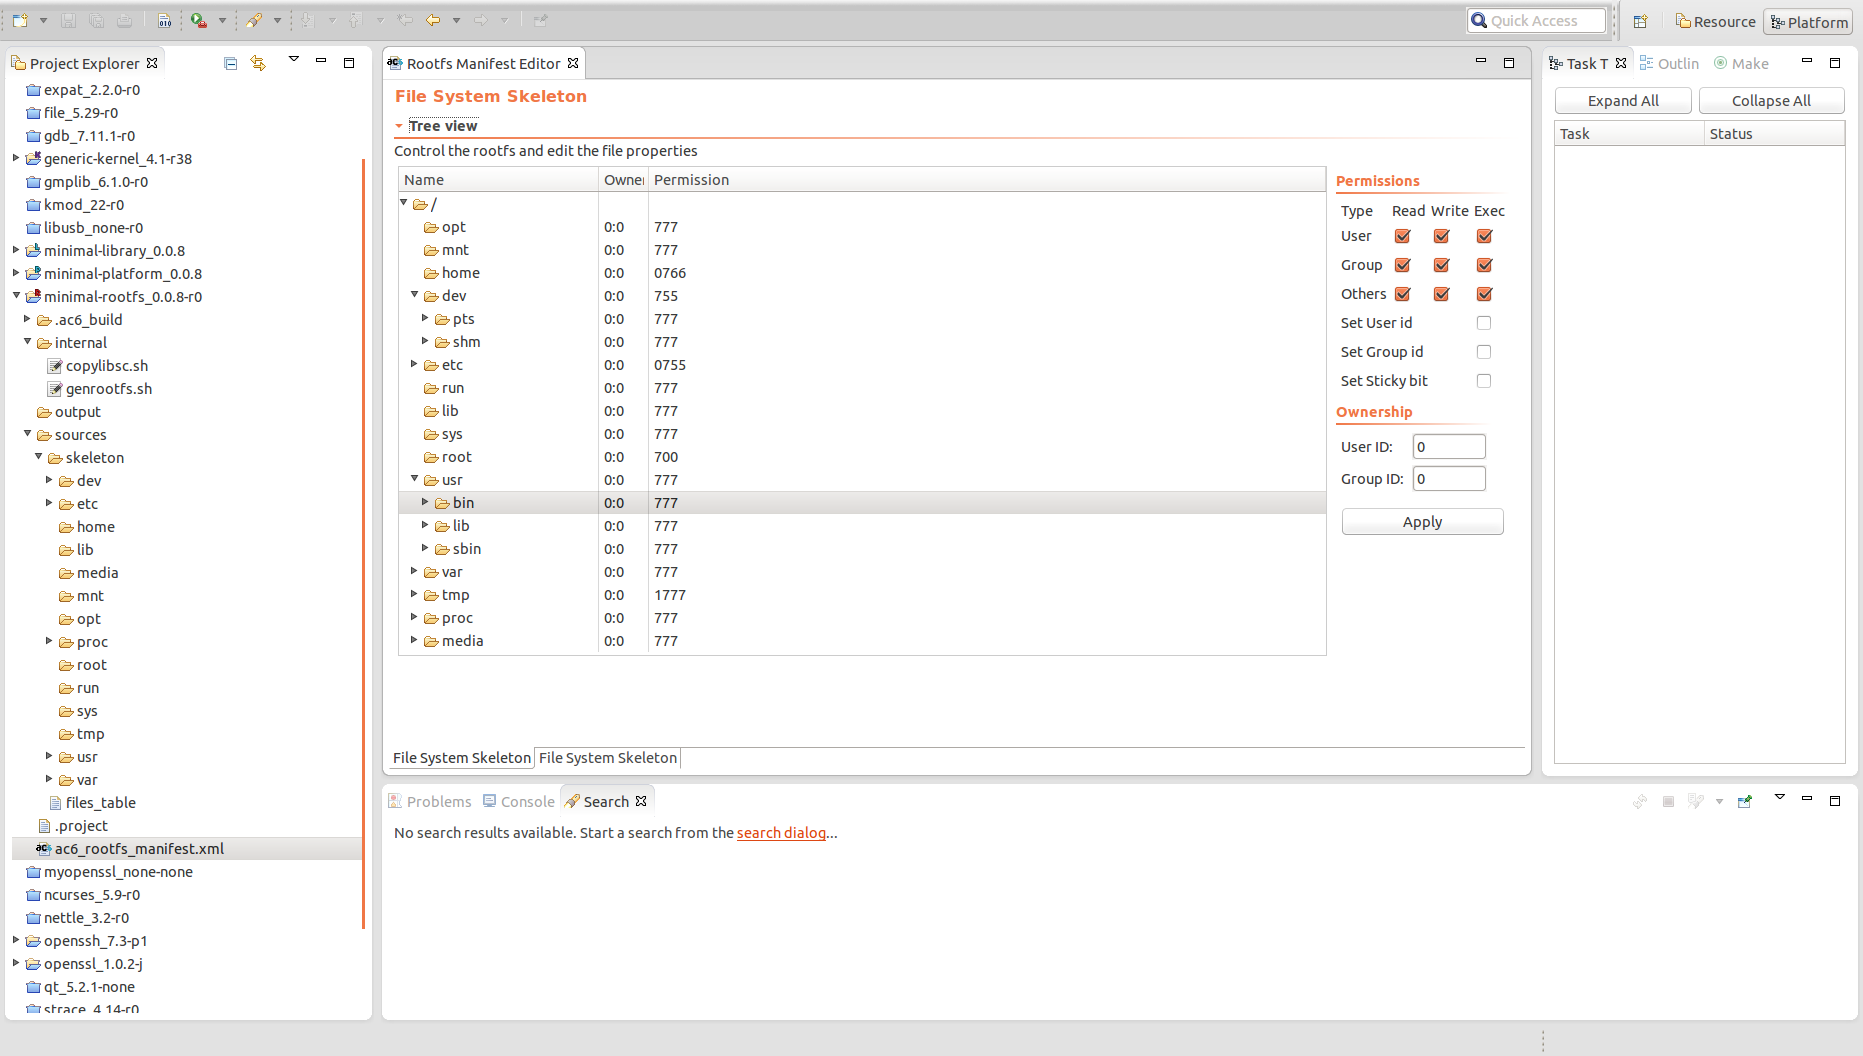 Quick Access
Resource
Platform
Project Explorer
expat_2.2.0-r0
file_5.29-r0
gdb_7.11.1-r0
generic-kernel_4.1-r38
gmplib_6.1.0-r0
kmod_22-r0
libusb_none-r0
minimal-library_0.0.8
minimal-platform_0.0.8
minimal-rootfs_0.0.8-r0
.ac6_build
internal
copylibsc.sh
genrootfs.sh
output
sources
skeleton
dev
etc
home
lib
media
mnt
opt
proc
root
run
sys
tmp
usr
var
files_table
.project
ac6_rootfs_manifest.xml
myopenssl_none-none
ncurses_5.9-r0
nettle_3.2-r0
openssh_7.3-p1
openssl_1.0.2-j
qt_5.2.1-none
strace_4.14-r0
Rootfs Manifest Editor
File System Skeleton
Tree view
Control the rootfs and edit the file properties
Name Owner Permission
/
opt 0:0 777
mnt 0:0 777
home 0:0 0766
dev 0:0 755
pts 0:0 777
shm 0:0 777
etc 0:0 0755
run 0:0 777
lib 0:0 777
sys 0:0 777
root 0:0 700
usr 0:0 777
bin 0:0 777
lib 0:0 777
sbin 0:0 777
var 0:0 777
tmp 0:0 1777
proc 0:0 777
media 0:0 777
Permissions
Type Read Write Exec
User
Group
Others
Set User id
Set Group id
Set Sticky bit
Ownership
User ID: 0
Group ID: 0
Apply
File System Skeleton File System Skeleton
Problems Console Search
No search results available. Start a search from the search dialog...
Task T Outlin Make
Expand All Collapse All
Task Status